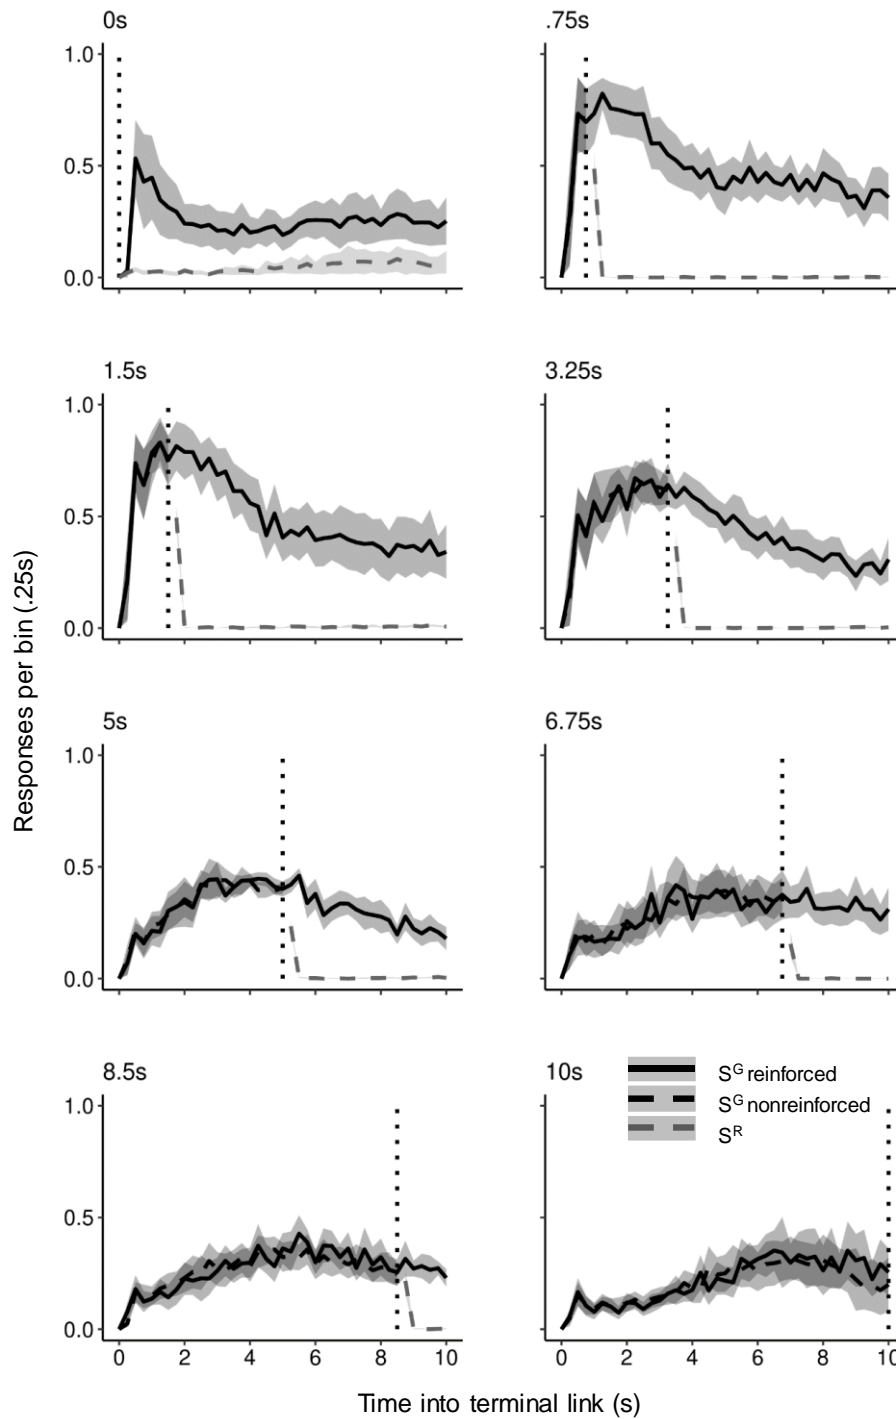 0s
.75s
1.0
0.5
0.0
1.5s
3.25s
1.0
0.5
0.0
Responses per bin (.25s)
5s
6.75s
1.0
0.5
0.0
8.5s
10s
S^G reinforced
S^G nonreinforced
S^R
1.0
0.5
0.0
0 2 4 6 8 10
0 2 4 6 8 10
Time into terminal link (s)